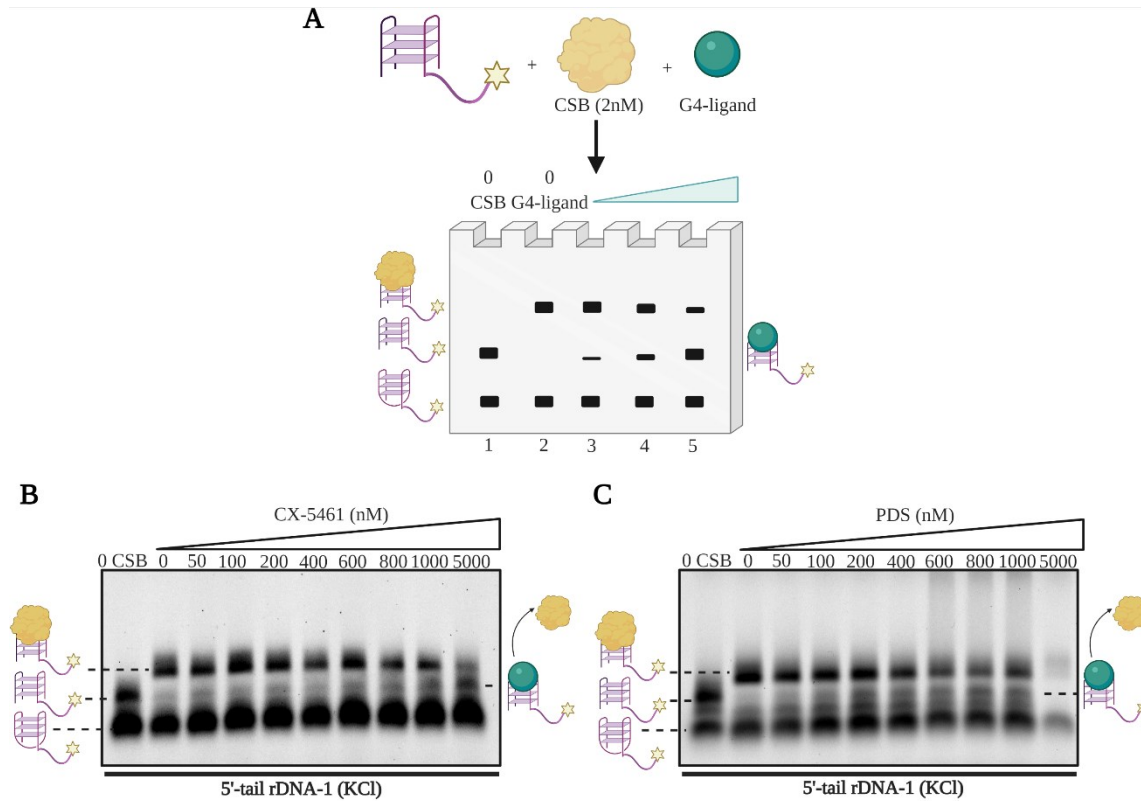 A
+
+
CSB (2nM)
G4-ligand
0 0
CSB G4-ligand
1 2 3 4 5
B
CX-5461 (nM)
0 CSB 0 50 100 200 400 600 800 1000 5000
5'-tail rDNA-1 (KCl)
C
PDS (nM)
0 CSB 0 50 100 200 400 600 800 1000 5000
5'-tail rDNA-1 (KCl)